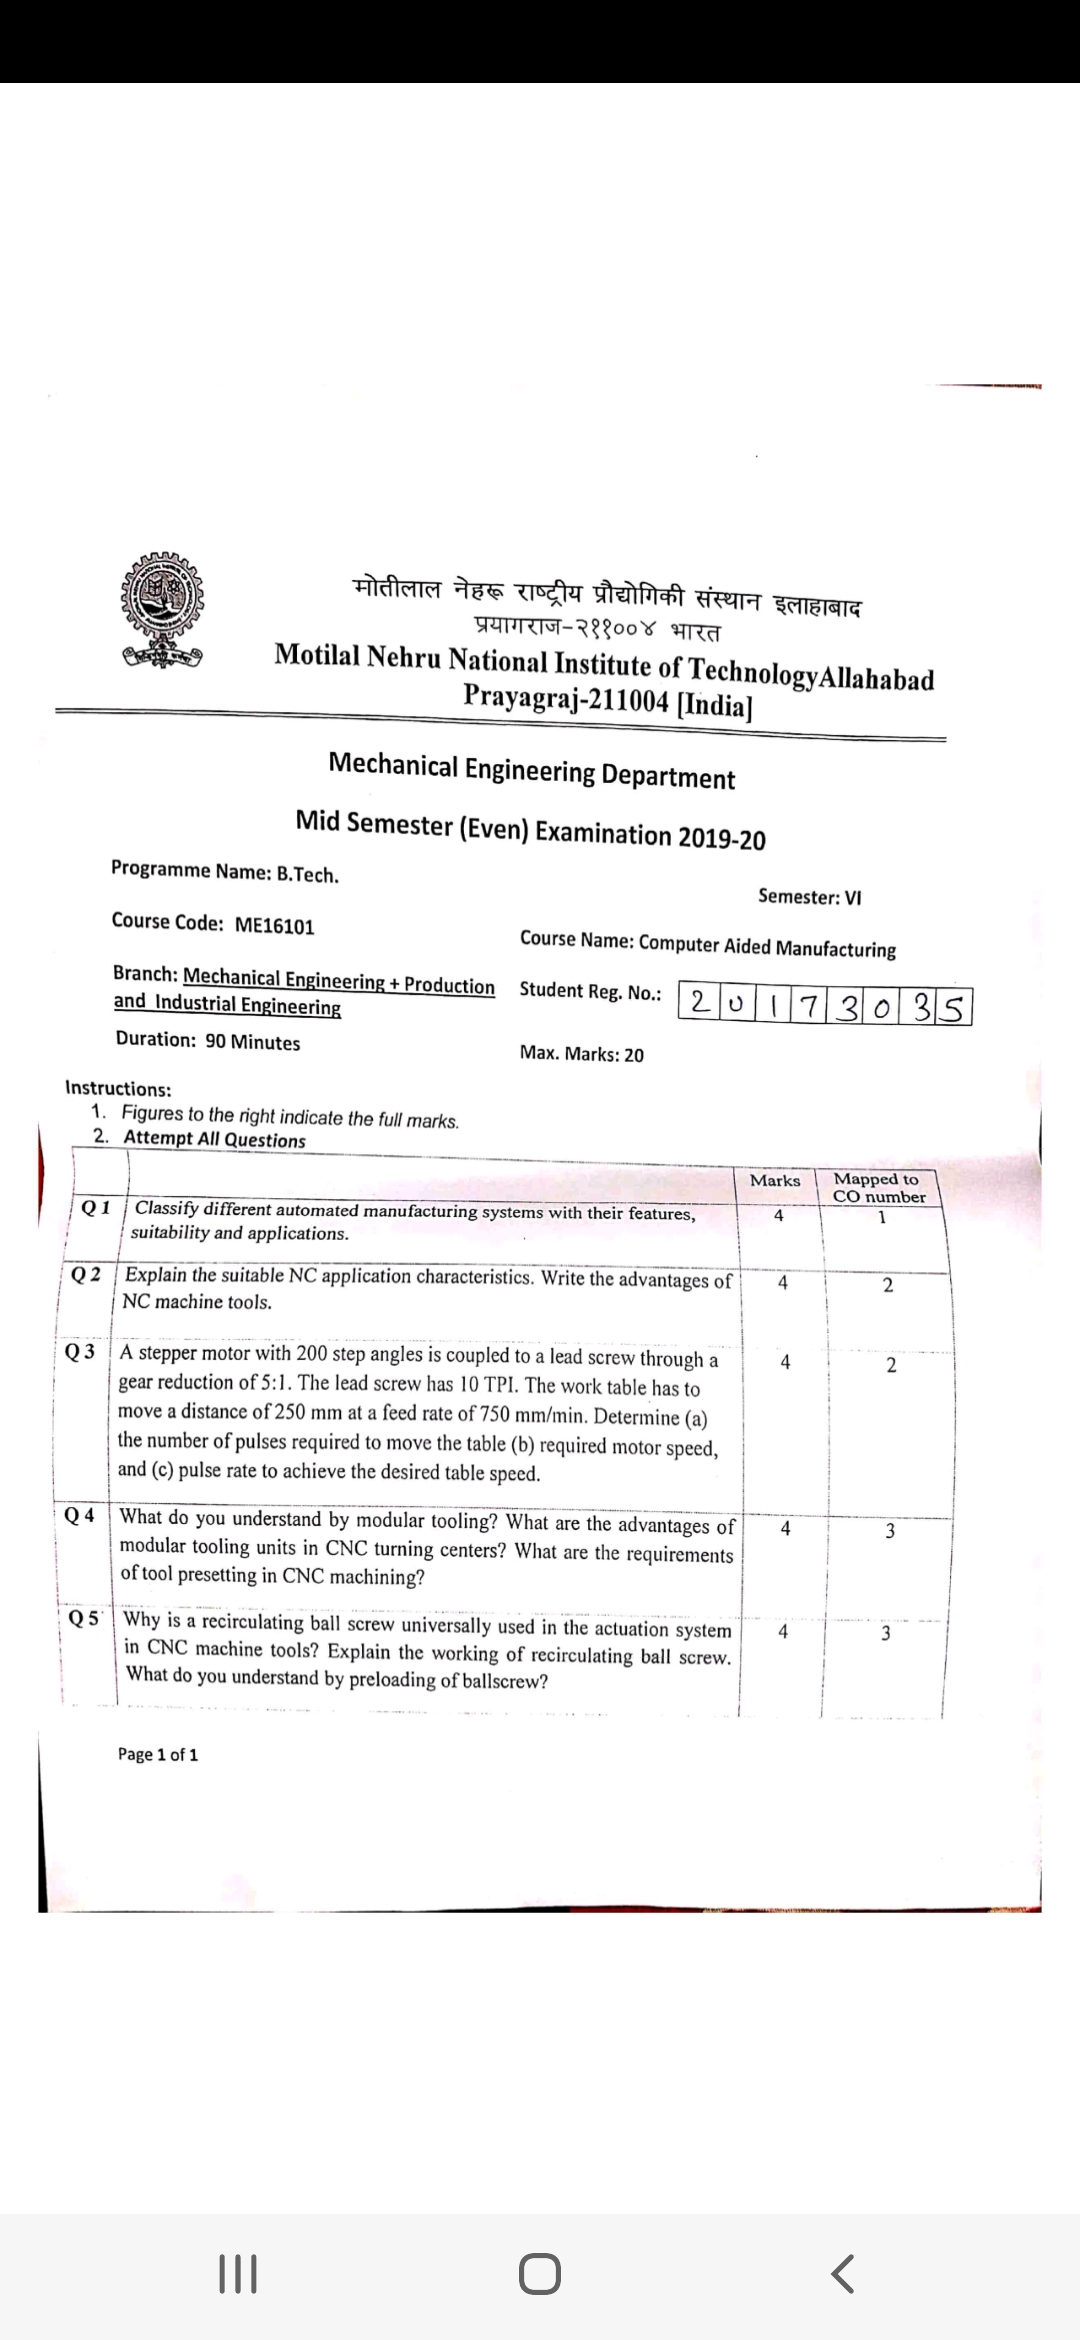 मोतीलाल नेहरू राष्ट्रीय प्रौद्योगिकी संस्थान इलाहाबाद
प्रयागराज-२११००४ भारत
Motilal Nehru National Institute of TechnologyAllahabad
Prayagraj-211004 [India]
Mechanical Engineering Department
Mid Semester (Even) Examination 2019-20
Programme Name: B.Tech.
Semester: VI
Course Code: ME16101
Course Name: Computer Aided Manufacturing
Branch: Mechanical Engineering + Production
and Industrial Engineering
Student Reg. No.: 20173035
Duration: 90 Minutes
Max. Marks: 20
Instructions:
1. Figures to the right indicate the full marks.
2. Attempt All Questions
Marks
Mapped to
CO number
Q 1 Classify different automated manufacturing systems with their features, 4 1
suitability and applications.
Q 2 Explain the suitable NC application characteristics. Write the advantages of 4 2
NC machine tools.
Q 3 A stepper motor with 200 step angles is coupled to a lead screw through a 4 2
gear reduction of 5:1. The lead screw has 10 TPI. The work table has to
move a distance of 250 mm at a feed rate of 750 mm/min. Determine (a)
the number of pulses required to move the table (b) required motor speed,
and (c) pulse rate to achieve the desired table speed.
Q 4 What do you understand by modular tooling? What are the advantages of 4 3
modular tooling units in CNC turning centers? What are the requirements
of tool presetting in CNC machining?
Q 5 Why is a recirculating ball screw universally used in the actuation system 4 3
in CNC machine tools? Explain the working of recirculating ball screw.
What do you understand by preloading of ballscrew?
Page 1 of 1